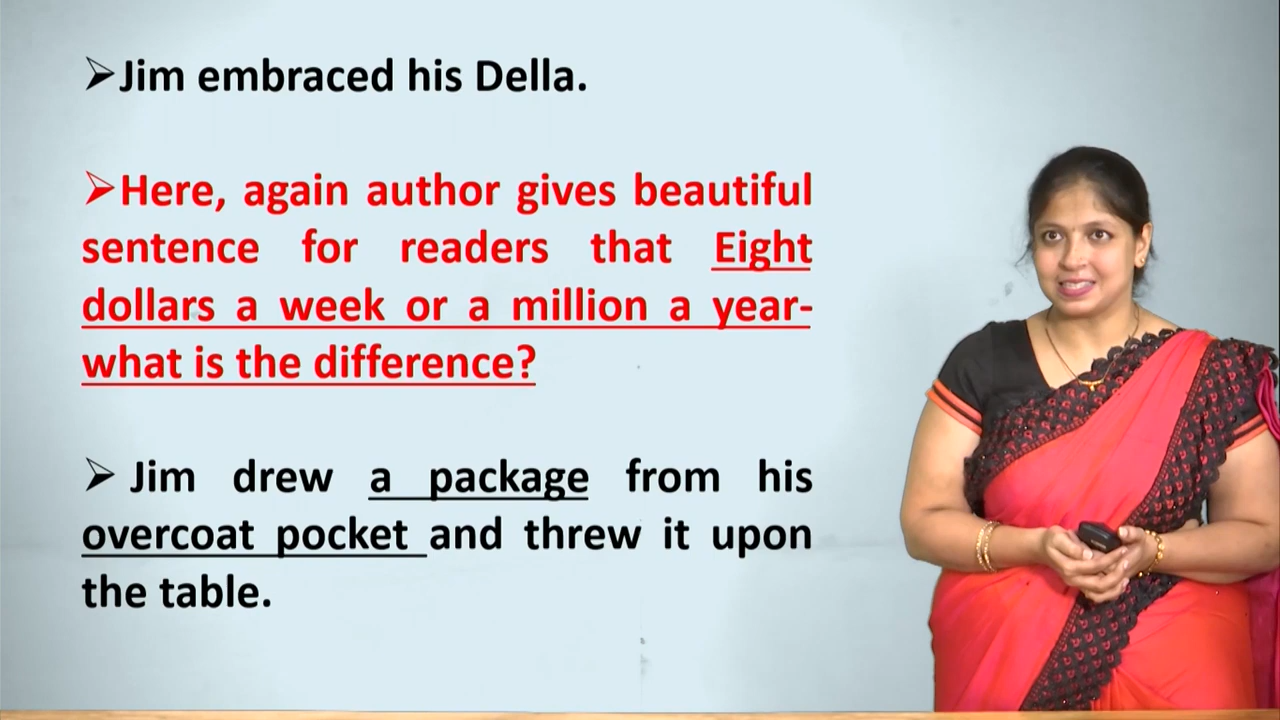 ➢Jim embraced his Della.
➢Here, again author gives beautiful
sentence for readers that Eight
dollars a week or a million a year-
what is the difference?
➢ Jim drew a package from his
overcoat pocket and threw it upon
the table.